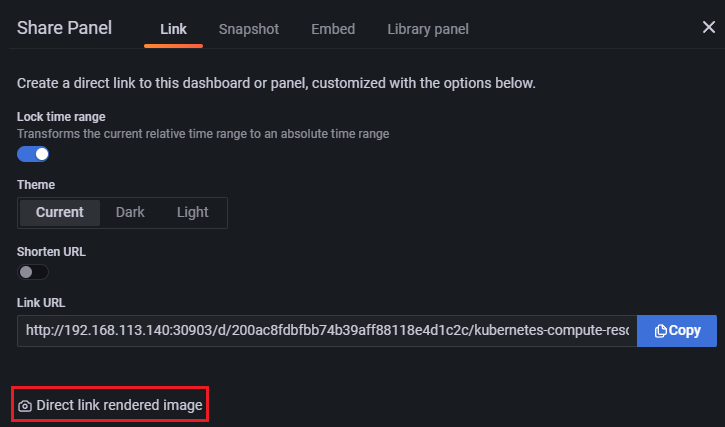 Share Panel Link Snapshot Embed Library panel
Create a direct link to this dashboard or panel, customized with the options below.
Lock time range
Transforms the current relative time range to an absolute time range
Theme
Current Dark Light
Shorten URL
Link URL
http://192.168.113.140:30903/d/200ac8fdbfbb74b39aff88118e4d1c2c/kubernetes-compute-reso Copy
Direct link rendered image